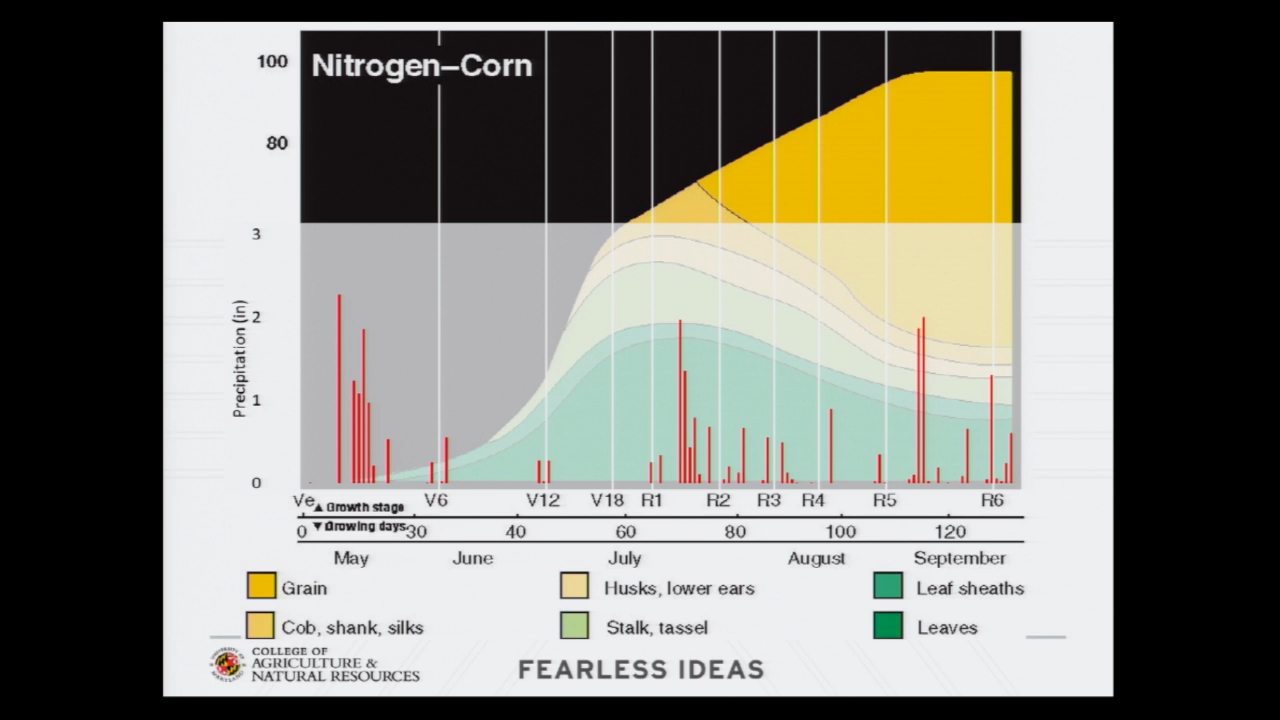 Nitrogen–Corn
100
80
3
2
1
0
Precipitation (in)
Ve V6 V12 V18 R1 R2 R3 R4 R5 R6
▲ Growth stage
▼ Growing days
0 30 40 60 80 100 120
May June July August September
Grain Husks, lower ears Leaf sheaths
Cob, shank, silks Stalk, tassel Leaves
COLLEGE OF
AGRICULTURE &
NATURAL RESOURCES
FEARLESS IDEAS